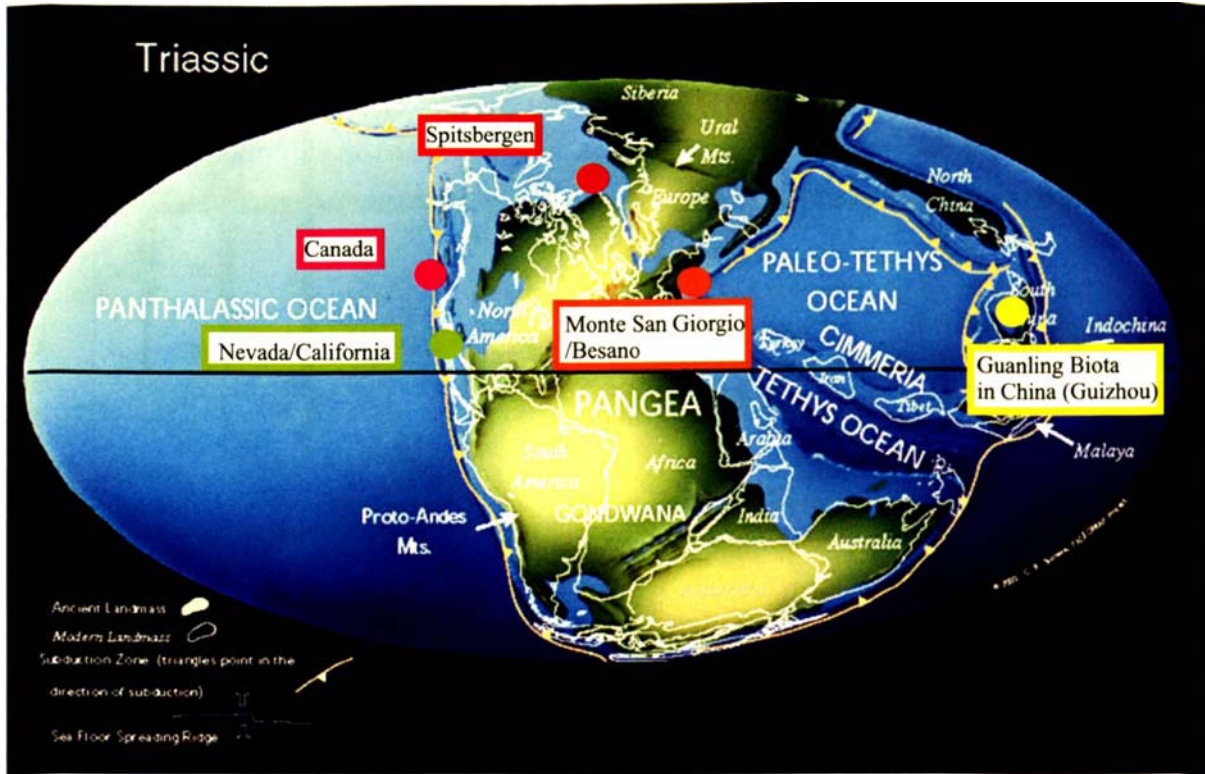 Triassic
Siberia
Spitsbergen
Ural
Mts.
Europe
North
China
Canada
PALEO-TETHYS
OCEAN
South
PANTHALASSIC OCEAN
North
America
Nevada/California
Monte San Giorgio
/Besano
Indochina
CIMMERIA
Turkey
Iran
Tibet
Guanling Biota
in China (Guizhou)
TETHYS OCEAN
PANGEA
Arabia
Malaya
South
America
Africa
GONDWANA
India
Australia
Proto-Andes
Mts.
Ancient Landmass
Modern Landmass
Subduction Zone (triangles point in the
direction of subduction)
Sea Floor Spreading Ridge